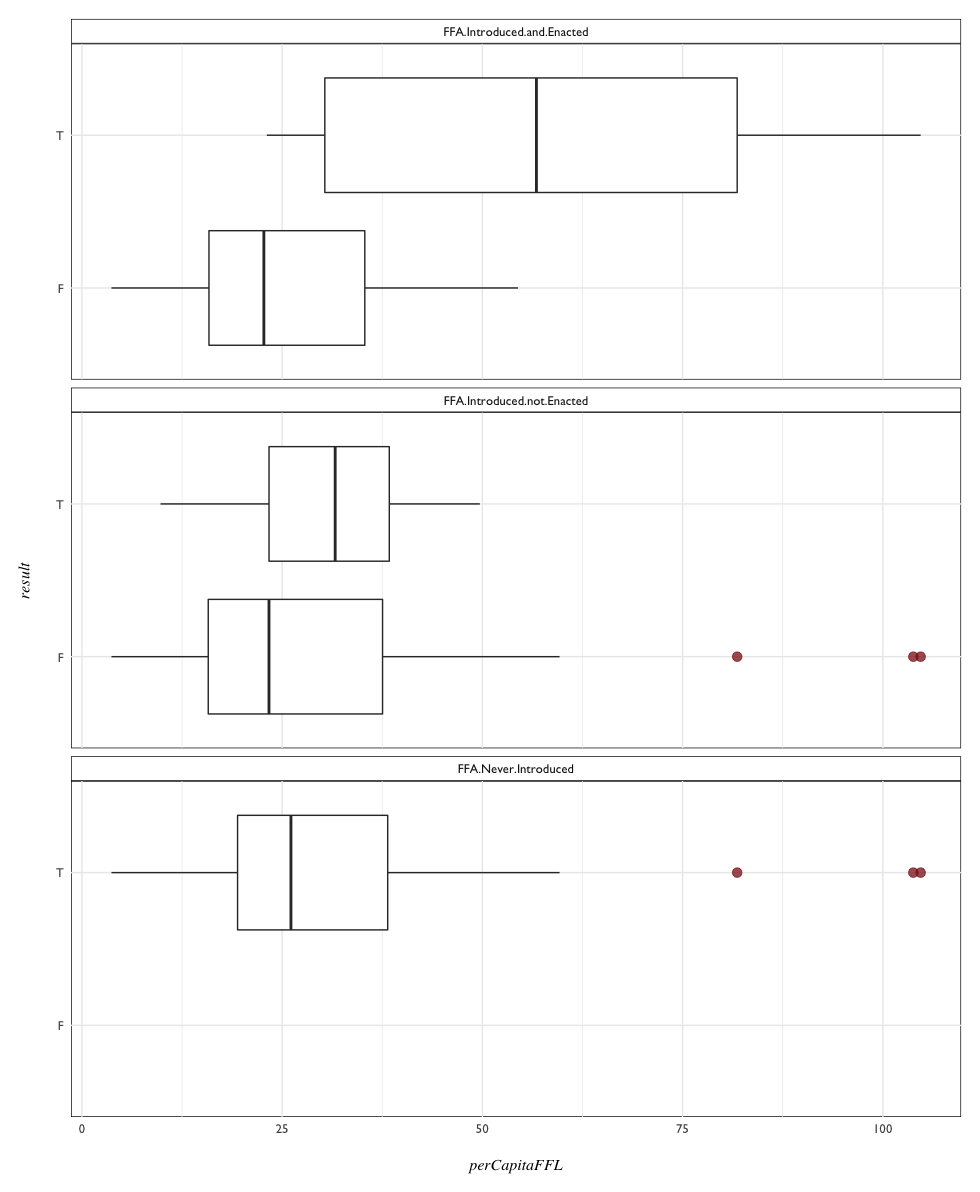 FFA.Introduced.and.Enacted
T
F
FFA.Introduced.not.Enacted
T
F
result
FFA.Never.Introduced
T
F
0 25 50 75 100
perCapitaFFL